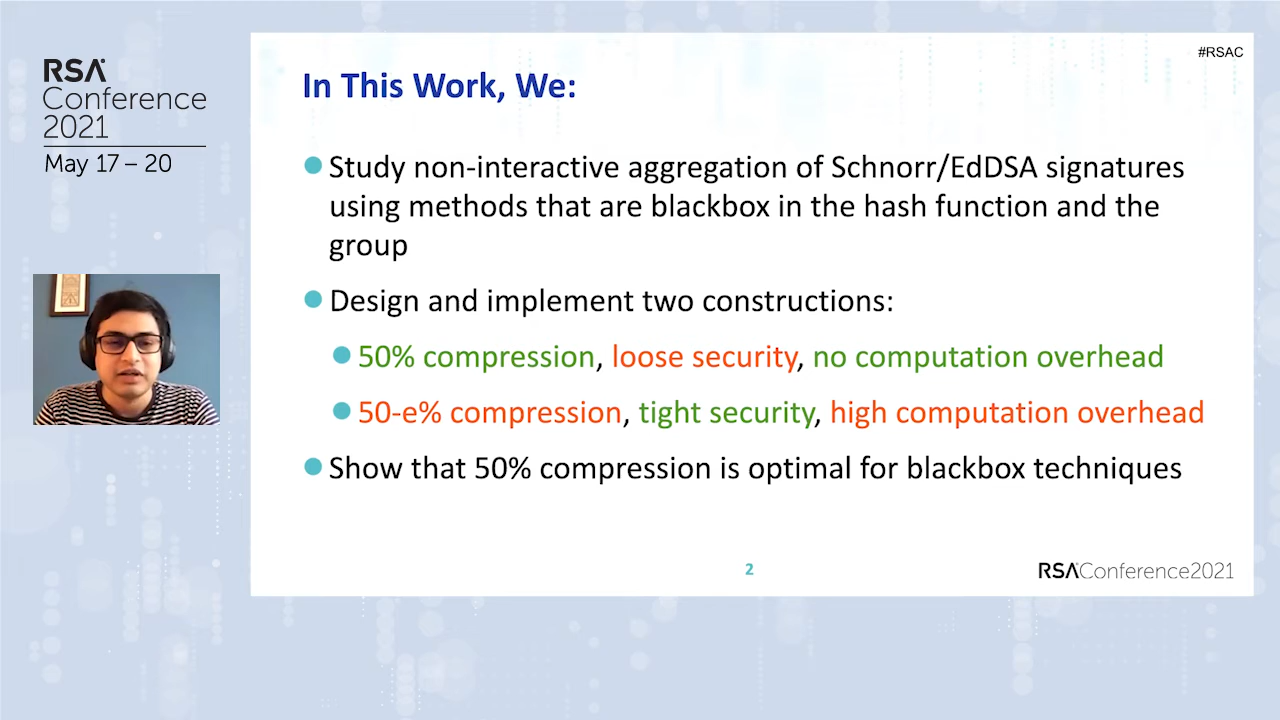 RSA
Conference
2021
May 17 – 20
#RSAC
In This Work, We:
Study non-interactive aggregation of Schnorr/EdDSA signatures
using methods that are blackbox in the hash function and the
group
Design and implement two constructions:
50% compression, loose security, no computation overhead
50-e% compression, tight security, high computation overhead
Show that 50% compression is optimal for blackbox techniques
2
RSAConference2021